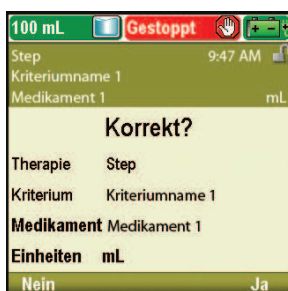 100 mL Gestoppt
Step 9:47 AM
Kriteriumname 1
Medikament 1 mL
Korrekt?
Therapie Step
Kriterium Kriteriumname 1
Medikament Medikament 1
Einheiten mL
Nein Ja